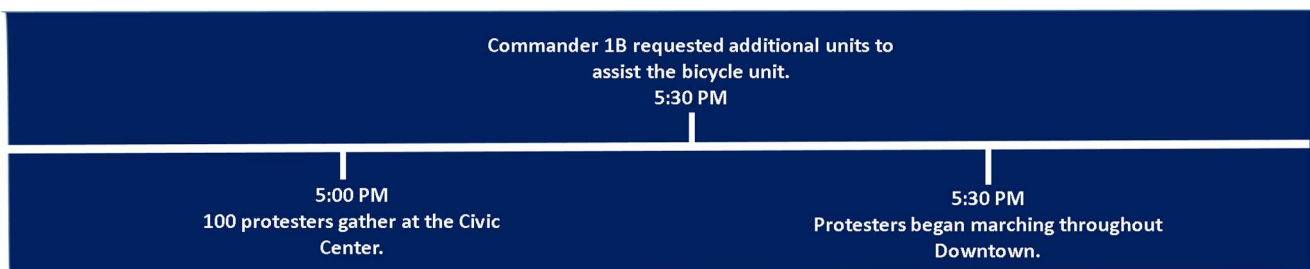 Commander 1B requested additional units to
assist the bicycle unit.
5:30 PM
5:00 PM
100 protesters gather at the Civic
Center.
5:30 PM
Protesters began marching throughout
Downtown.